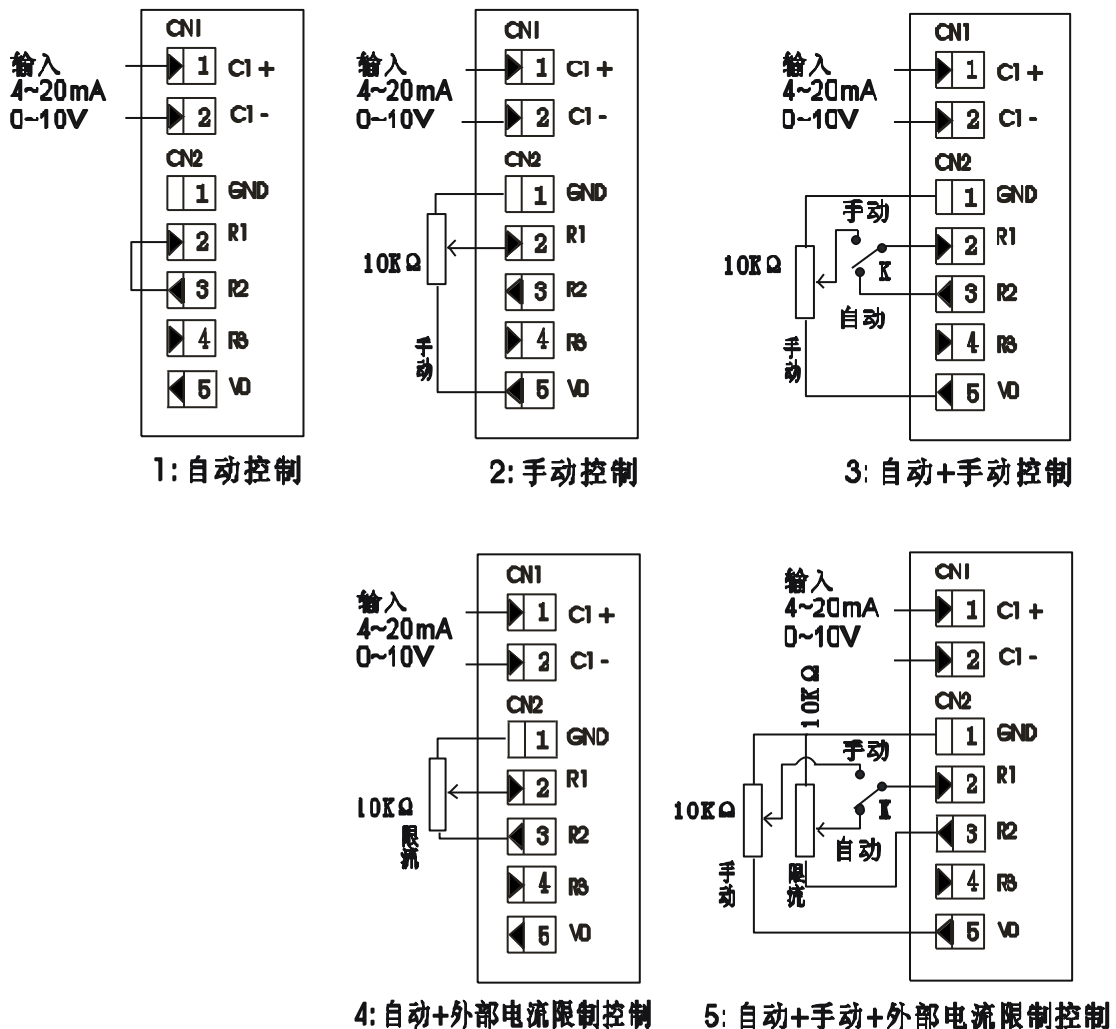 CN1
输入
4~20mA
0~10V
1 C1 +
2 C1 -
CN2
1 GND
2 R1
3 R2
4 R3
5 V0
1: 自动控制
CN1
输入
4~20mA
0~10V
1 C1 +
2 C1 -
CN2
1 GND
2 R1
10KΩ
3 R2
4 R3
手动
5 V0
2: 手动控制
CN1
输入
4~20mA
0~10V
1 C1 +
2 C1 -
CN2
1 GND
手动
2 R1
10KΩ
K
3 R2
自动
4 R3
手动
5 V0
3: 自动+手动控制
CN1
输入
4~20mA
0~10V
1 C1 +
2 C1 -
CN2
1 GND
2 R1
10KΩ
限流
3 R2
4 R3
5 V0
4: 自动+外部电流限制控制
CN1
输入
4~20mA
0~10V
1 C1 +
2 C1 -
10KΩ
CN2
1 GND
手动
2 R1
10KΩ
K
3 R2
自动
手动
限流
4 R3
5 V0
5: 自动+手动+外部电流限制控制